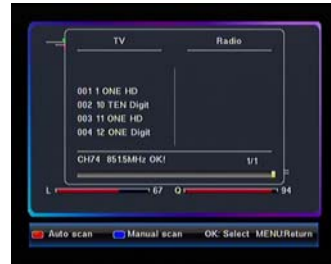 TV Radio
001 1 ONE HD
002 10 TEN Digit
003 11 ONE HD
004 12 ONE Digit
CH74 851.5MHz OK! 1/1
L 67 Q 94
Auto scan Manual scan OK: Select MENU:Return